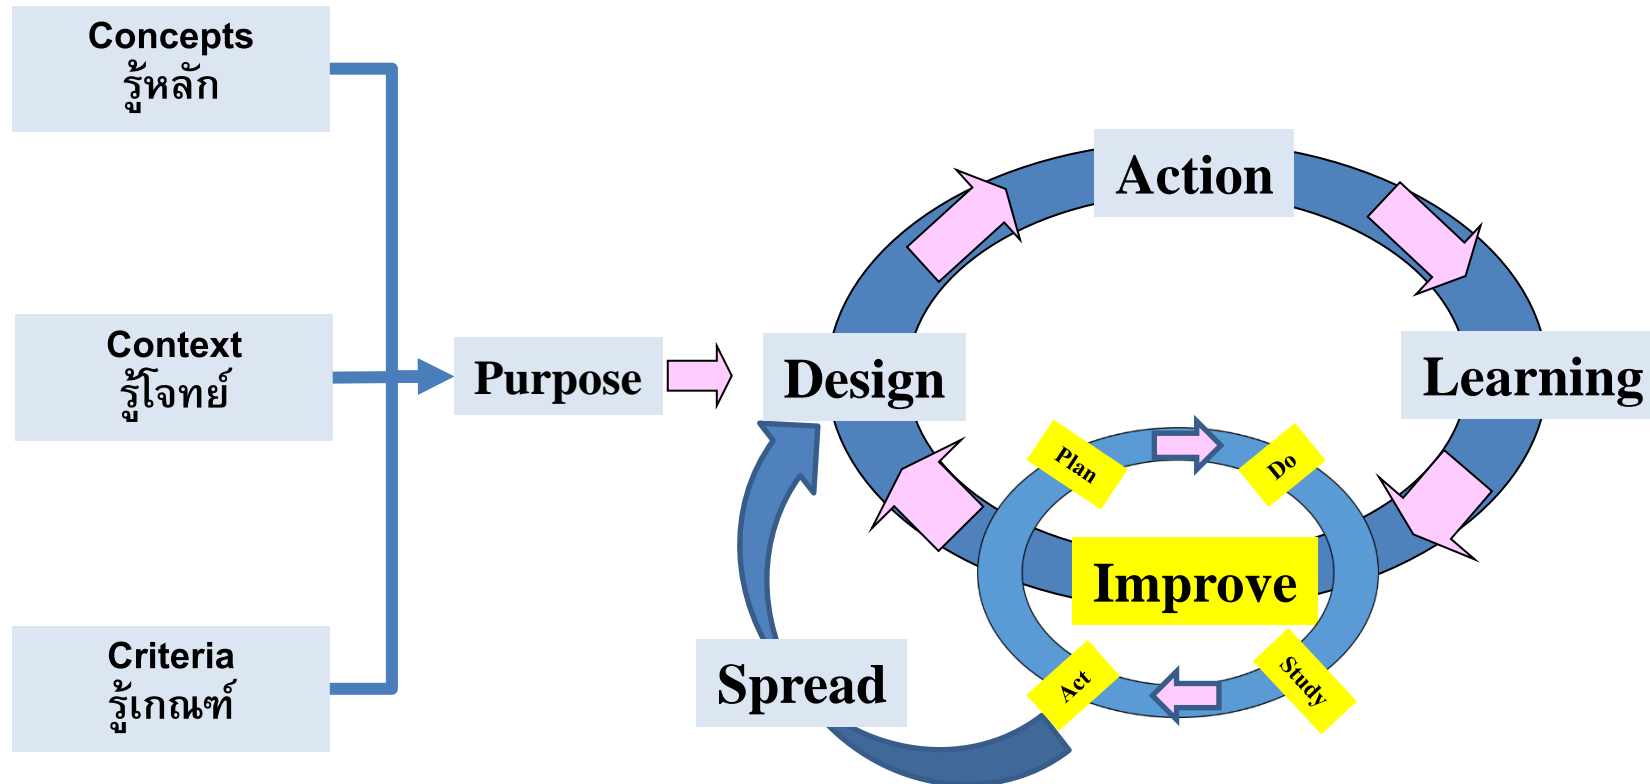 Concepts
รู้หลัก
Context
รู้โจทย์
Criteria
รู้เกณฑ์
Purpose
Design
Action
Learning
Improve
Plan
Do
Study
Act
Spread